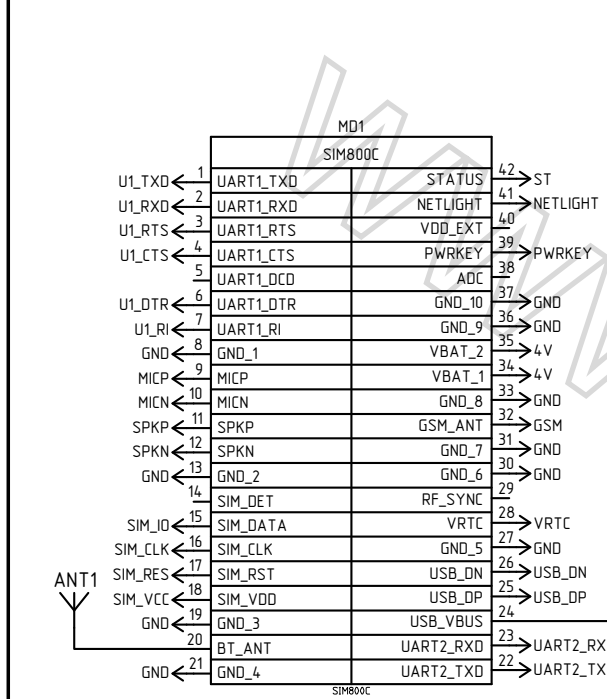 MD1
SIM800C
U1_TXD 1 UART1_TXD STATUS 42 ST
U1_RXD 2 UART1_RXD NETLIGHT 41 NETLIGHT
U1_RTS 3 UART1_RTS VDD_EXT 40
U1_CTS 4 UART1_CTS PWRKEY 39 PWRKEY
5 UART1_DCD ADC 38
U1_DTR 6 UART1_DTR GND_10 37 GND
U1_RI 7 UART1_RI GND_9 36 GND
GND 8 GND_1 VBAT_2 35 4V
MICP 9 MICP VBAT_1 34 4V
MICN 10 MICN GND_8 33 GND
SPKP 11 SPKP GSM_ANT 32 GSM
SPKN 12 SPKN GND_7 31 GND
GND 13 GND_2 GND_6 30 GND
14 SIM_DET RF_SYNC 29
SIM_IO 15 SIM_DATA VRTC 28 VRTC
SIM_CLK 16 SIM_CLK GND_5 27 GND
ANT1 SIM_RES 17 SIM_RST USB_DN 26 USB_DN
SIM_VCC 18 SIM_VDD USB_DP 25 USB_DP
GND 19 GND_3 USB_VBUS 24
20 BT_ANT UART2_RXD 23 UART2_RX
GND 21 GND_4 UART2_TXD 22 UART2_TX
SIM800C